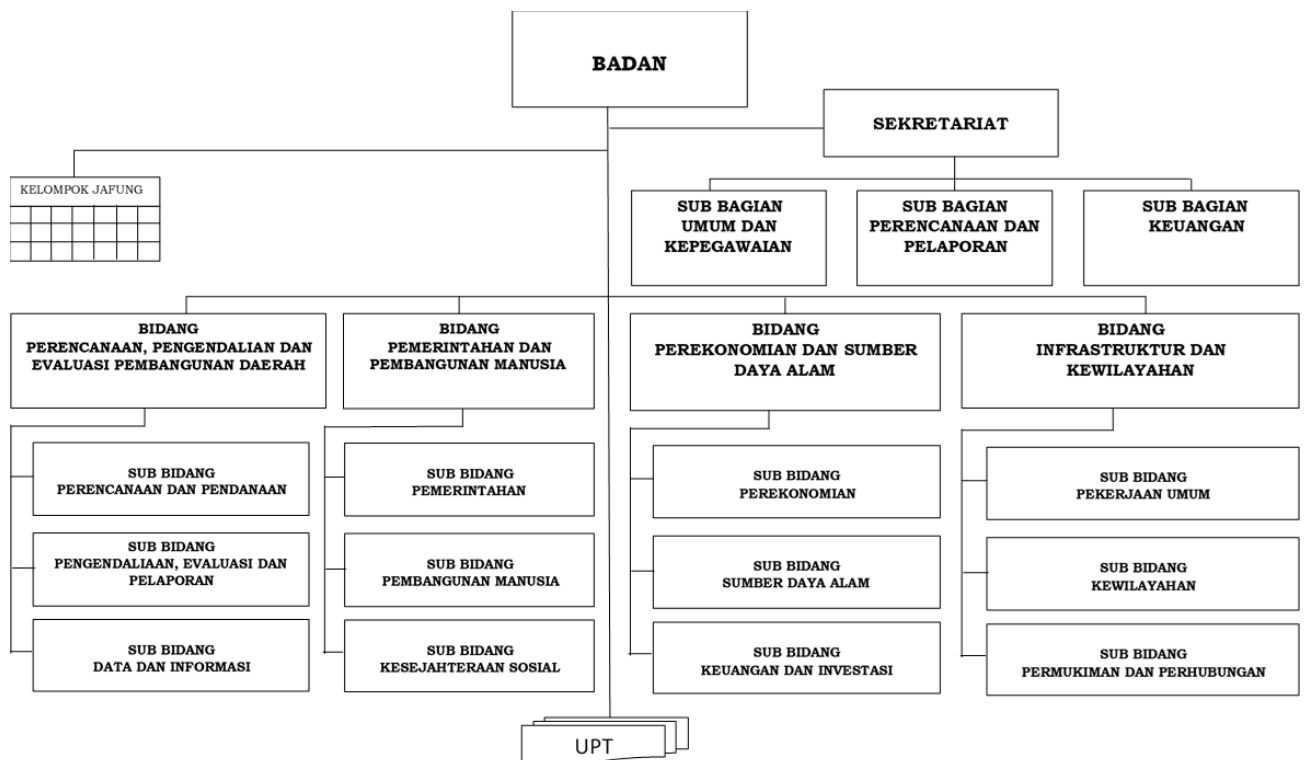 BADAN
SEKRETARIAT
KELOMPOK JAFUNG
SUB BAGIAN
UMUM DAN
KEPEGAWAIAN
SUB BAGIAN
PERENCANAAN DAN
PELAPORAN
SUB BAGIAN
KEUANGAN
BIDANG
PERENCANAAN, PENGENDALIAN DAN
EVALUASI PEMBANGUNAN DAERAH
BIDANG
PEMERINTAHAN DAN
PEMBANGUNAN MANUSIA
BIDANG
PEREKONOMIAN DAN SUMBER
DAYA ALAM
BIDANG
INFRASTRUKTUR DAN
KEWILAYAHAN
SUB BIDANG
PERENCANAAN DAN PENDANAAN
SUB BIDANG
PENGENDALIAAN, EVALUASI DAN
PELAPORAN
SUB BIDANG
DATA DAN INFORMASI
SUB BIDANG
PEMERINTAHAN
SUB BIDANG
PEMBANGUNAN MANUSIA
SUB BIDANG
KESEJAHTERAAN SOSIAL
SUB BIDANG
PEREKONOMIAN
SUB BIDANG
SUMBER DAYA ALAM
SUB BIDANG
KEUANGAN DAN INVESTASI
SUB BIDANG
PEKERJAAN UMUM
SUB BIDANG
KEWILAYAHAN
SUB BIDANG
PERMUKIMAN DAN PERHUBUNGAN
UPT